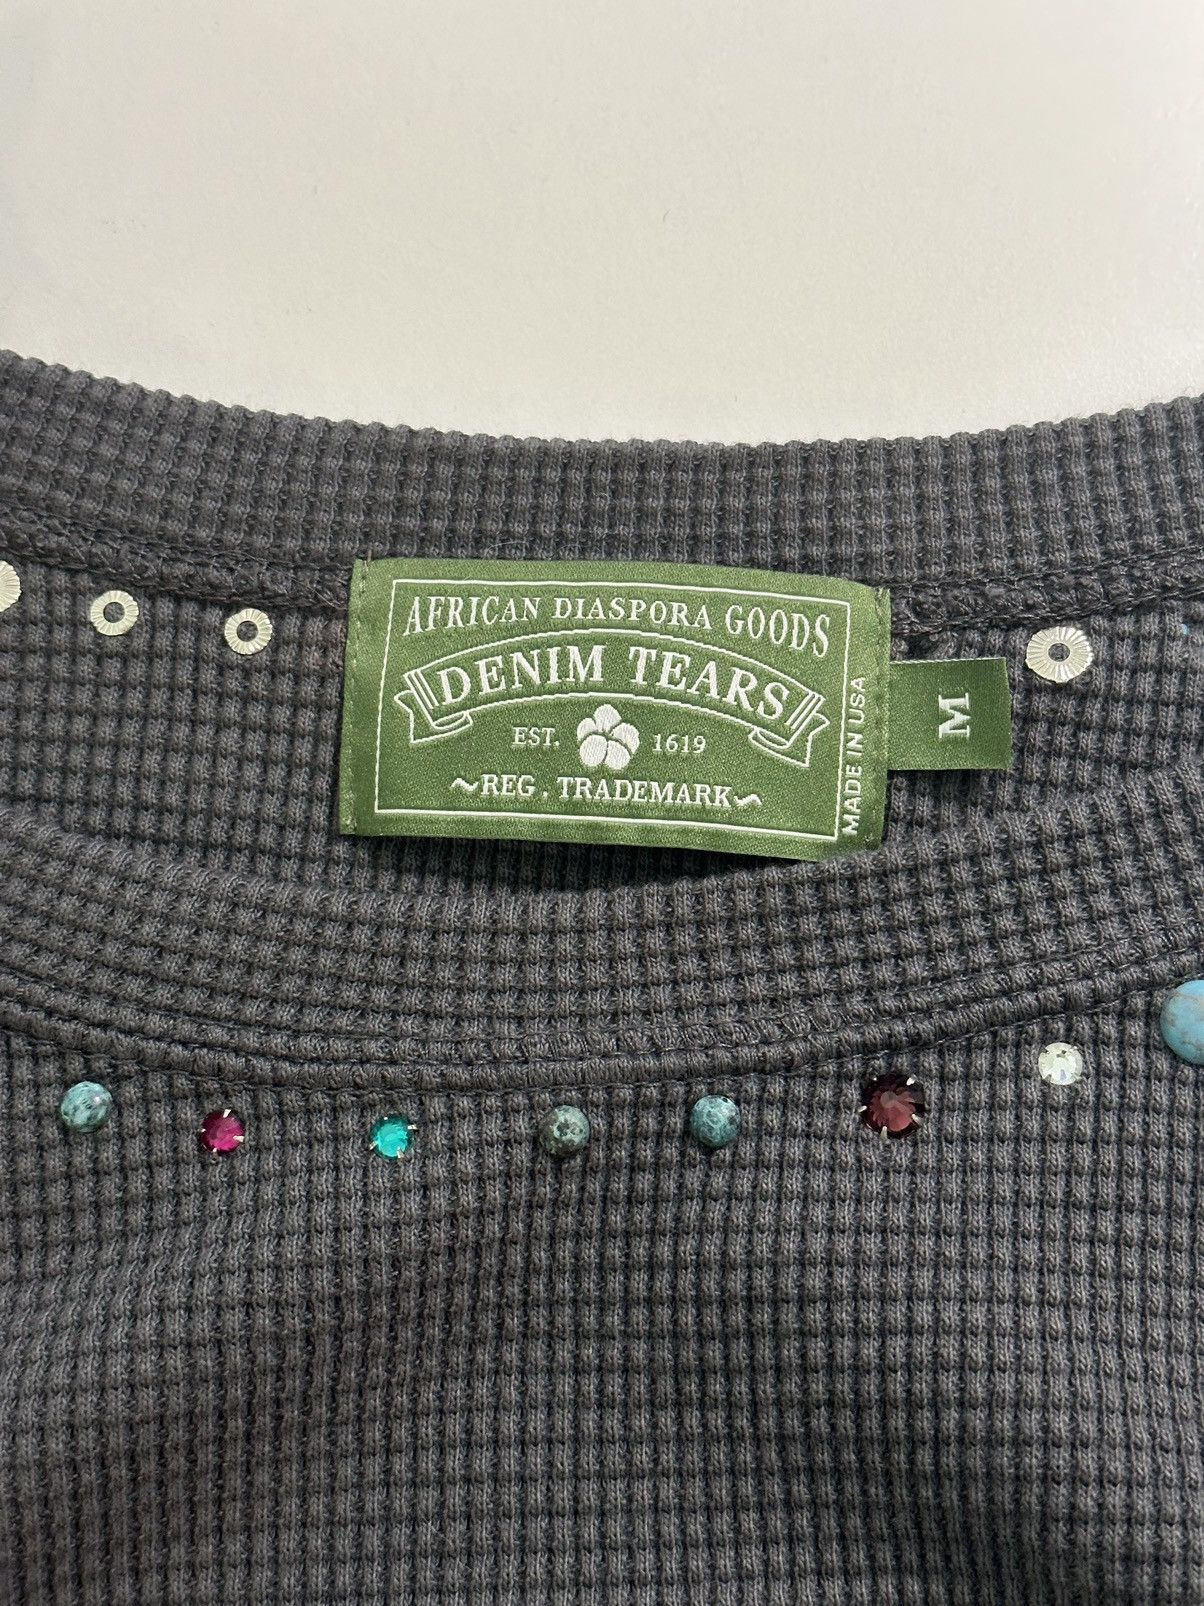 AFRICAN DIASPORA GOODS
DENIM TEARS
EST. 1619
~REG. TRADEMARK~
MADE IN USA
M